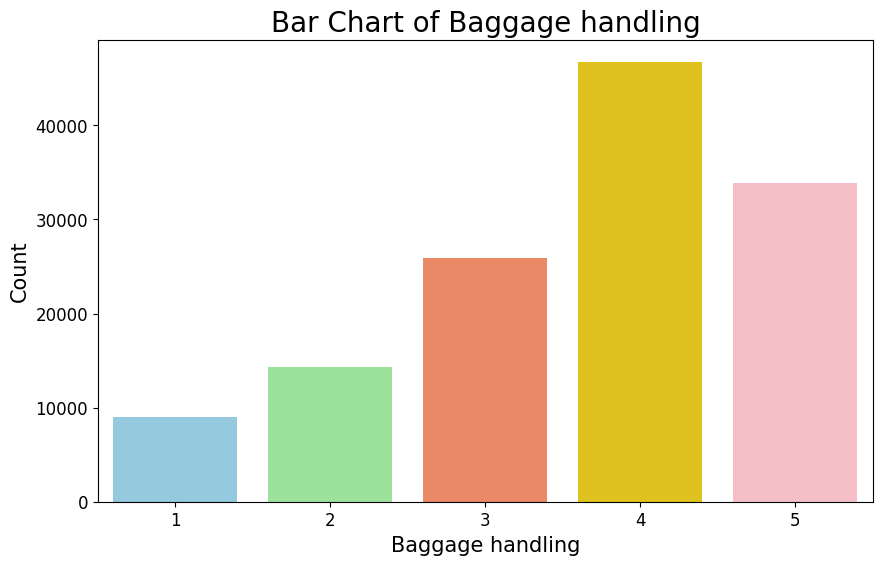 Bar Chart of Baggage handling
Count
40000
30000
20000
10000
0
1 2 3 4 5
Baggage handling